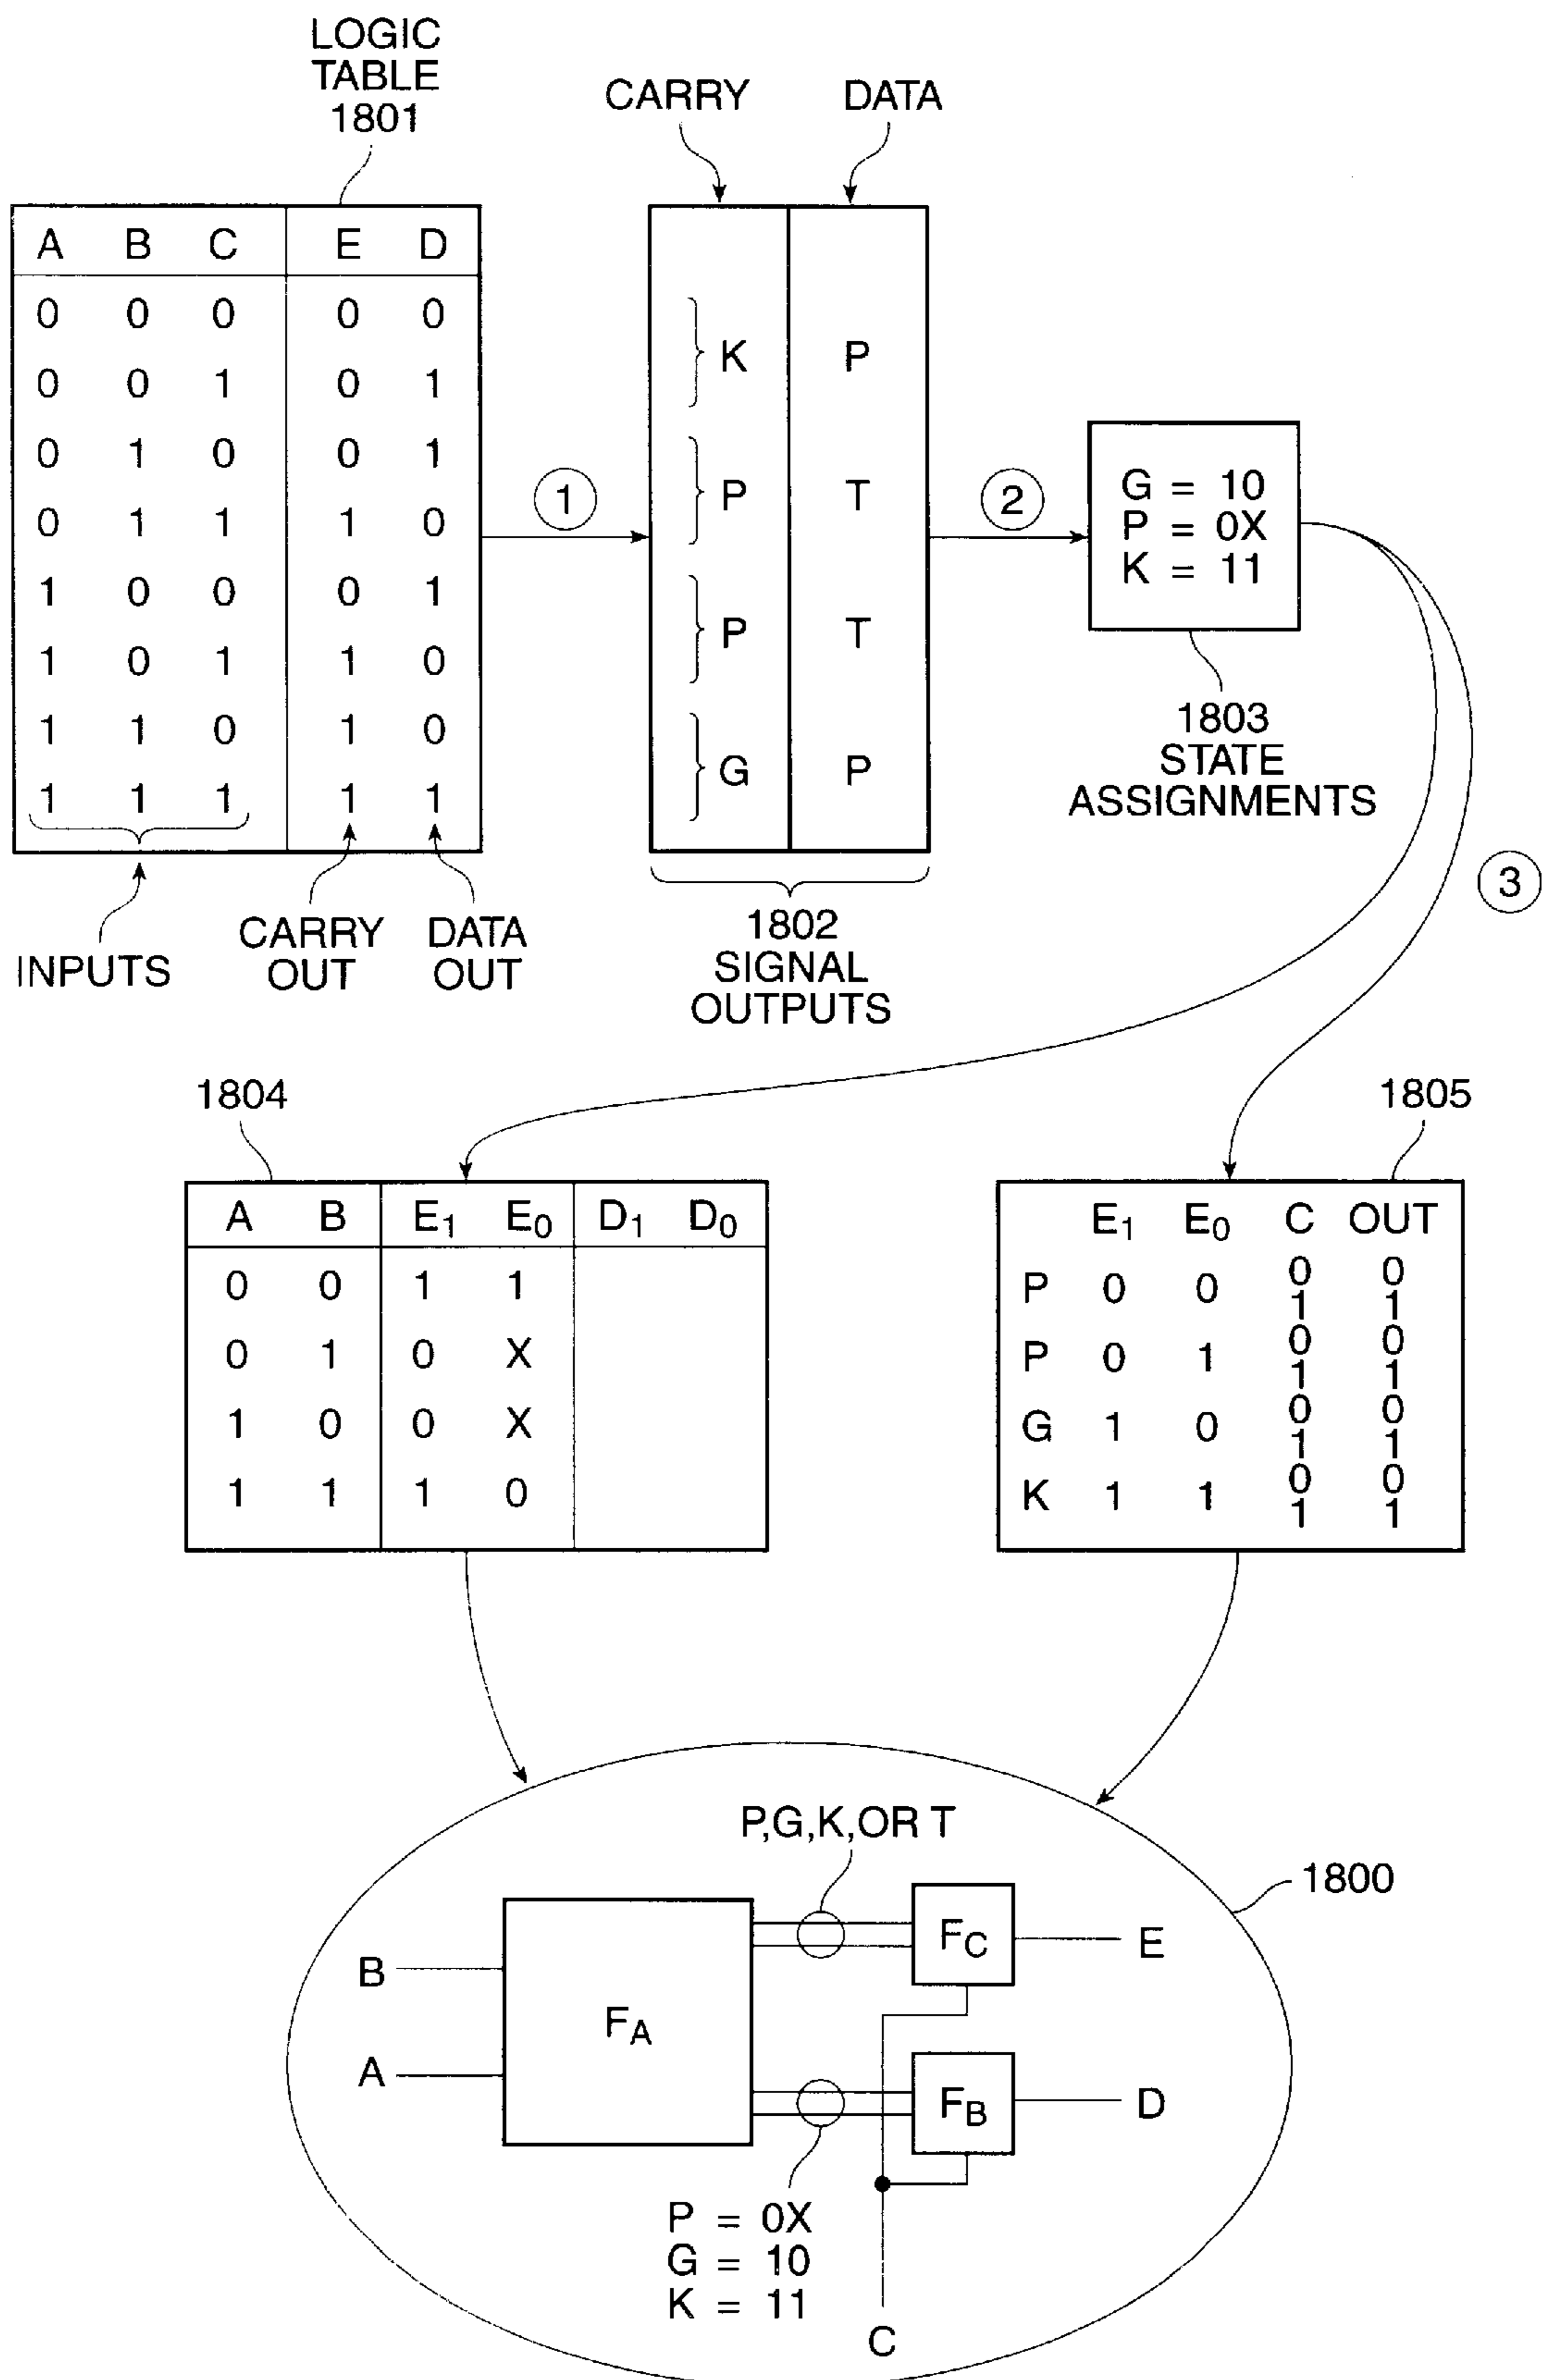 LOGIC
TABLE
1801
CARRY DATA
A B C E D
0 0 0 0 0
0 0 1 0 1
0 1 0 0 1
0 1 1 1 0
1 0 0 0 1
1 0 1 1 0
1 1 0 1 0
1 1 1 1 1
INPUTS
CARRY
OUT
DATA
OUT
1
K P
P T
P T
G P
1802
SIGNAL
OUTPUTS
2
G = 10
P = 0X
K = 11
1803
STATE
ASSIGNMENTS
3
1804
A B E1 E0 D1 D0
0 0 1 1
0 1 0 X
1 0 0 X
1 1 1 0
1805
E1 E0 C OUT
P 0 0 0 0
1 1
P 0 1 0 0
1 1
G 1 0 0 0
1 1
K 1 1 0 0
1 1
P,G,K,OR T
1800
B
A
FA
FC
E
FB
D
P = 0X
G = 10
K = 11
C